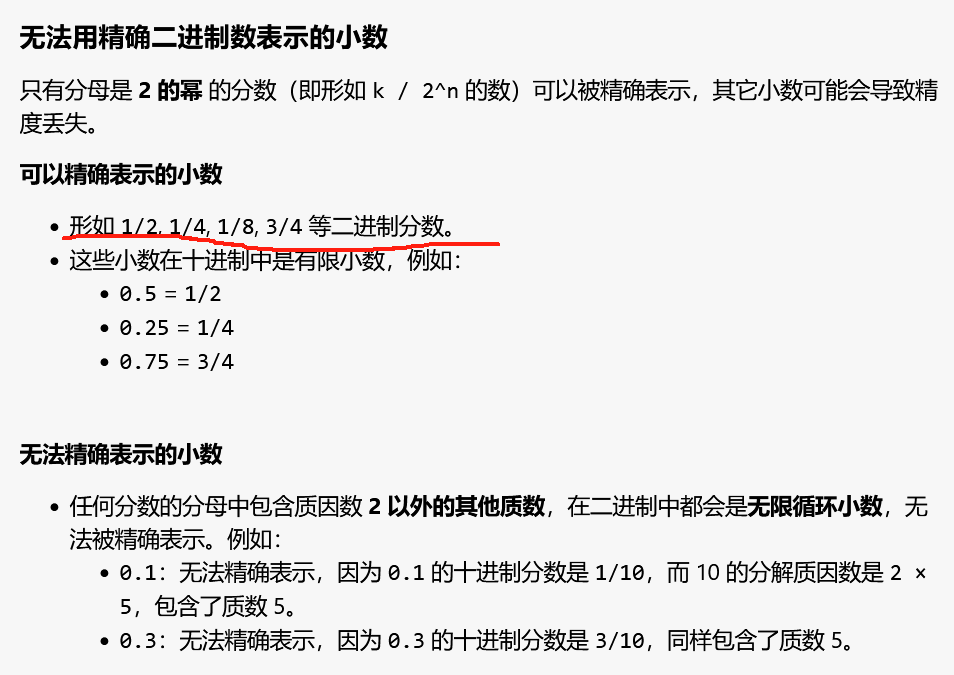 无法用精确二进制数表示的小数
只有分母是 2 的幂 的分数（即形如 k / 2^n 的数）可以被精确表示，其它小数可能会导致精
度丢失。
可以精确表示的小数
• 形如 1/2, 1/4, 1/8, 3/4 等二进制分数。
• 这些小数在十进制中是有限小数，例如：
• 0.5 = 1/2
• 0.25 = 1/4
• 0.75 = 3/4
无法精确表示的小数
• 任何分数的分母中包含质因数 2 以外的其他质数，在二进制中都会是无限循环小数，无
法被精确表示。例如：
• 0.1：无法精确表示，因为 0.1 的十进制分数是 1/10，而 10 的分解质因数是 2 ×
5，包含了质数 5。
• 0.3：无法精确表示，因为 0.3 的十进制分数是 3/10，同样包含了质数 5。